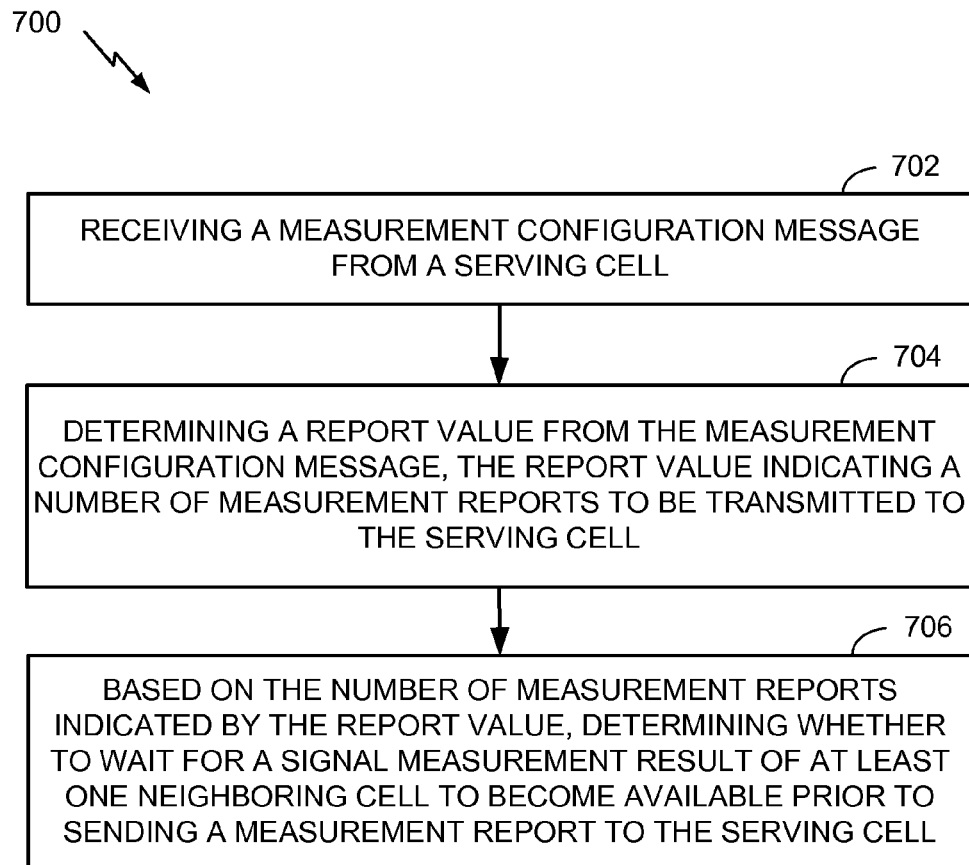 700
702
RECEIVING A MEASUREMENT CONFIGURATION MESSAGE
FROM A SERVING CELL
704
DETERMINING A REPORT VALUE FROM THE MEASUREMENT
CONFIGURATION MESSAGE, THE REPORT VALUE INDICATING A
NUMBER OF MEASUREMENT REPORTS TO BE TRANSMITTED TO
THE SERVING CELL
706
BASED ON THE NUMBER OF MEASUREMENT REPORTS
INDICATED BY THE REPORT VALUE, DETERMINING WHETHER
TO WAIT FOR A SIGNAL MEASUREMENT RESULT OF AT LEAST
ONE NEIGHBORING CELL TO BECOME AVAILABLE PRIOR TO
SENDING A MEASUREMENT REPORT TO THE SERVING CELL